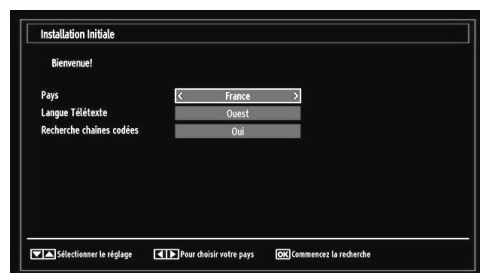 Installation Initiale
Bienvenue!
Pays < France >
Langue Télétexte Ouest
Recherche chaînes codées Oui
Sélectionner le réglage Pour choisir votre pays OK Commencez la recherche